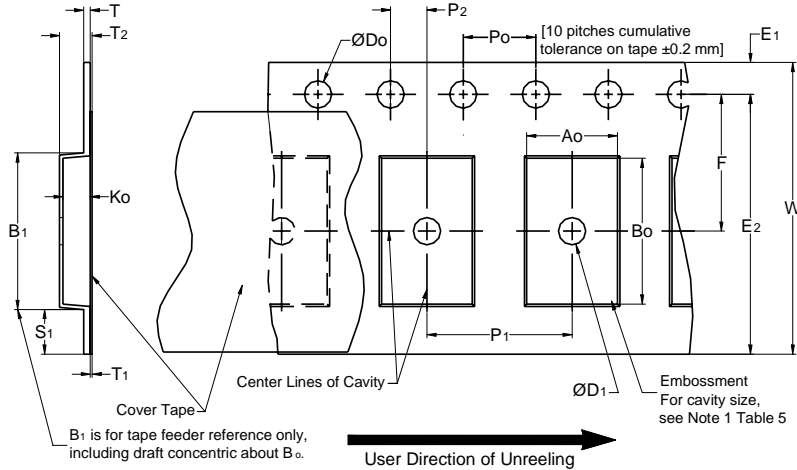 T
T2
P2
ØDo
Po
[10 pitches cumulative
tolerance on tape ±0.2 mm]
E1
Ao
F
W
Ko
B1
Bo
E2
S1
P1
T1
Center Lines of Cavity
ØD1
Embossment
For cavity size,
see Note 1 Table 5
Cover Tape
B1 is for tape feeder reference only,
including draft concentric about Bo.
User Direction of Unreeling